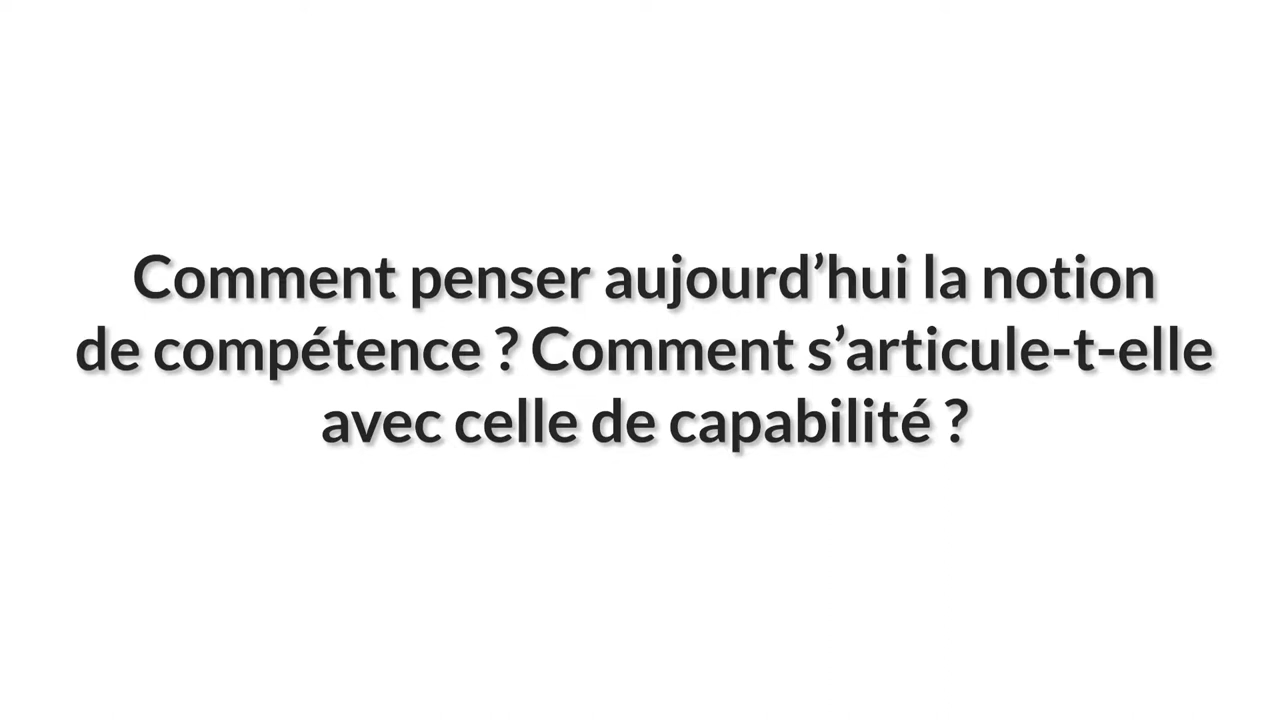 Comment penser aujourd’hui la notion
de compétence ? Comment s’articule-t-elle
avec celle de capabilité ?